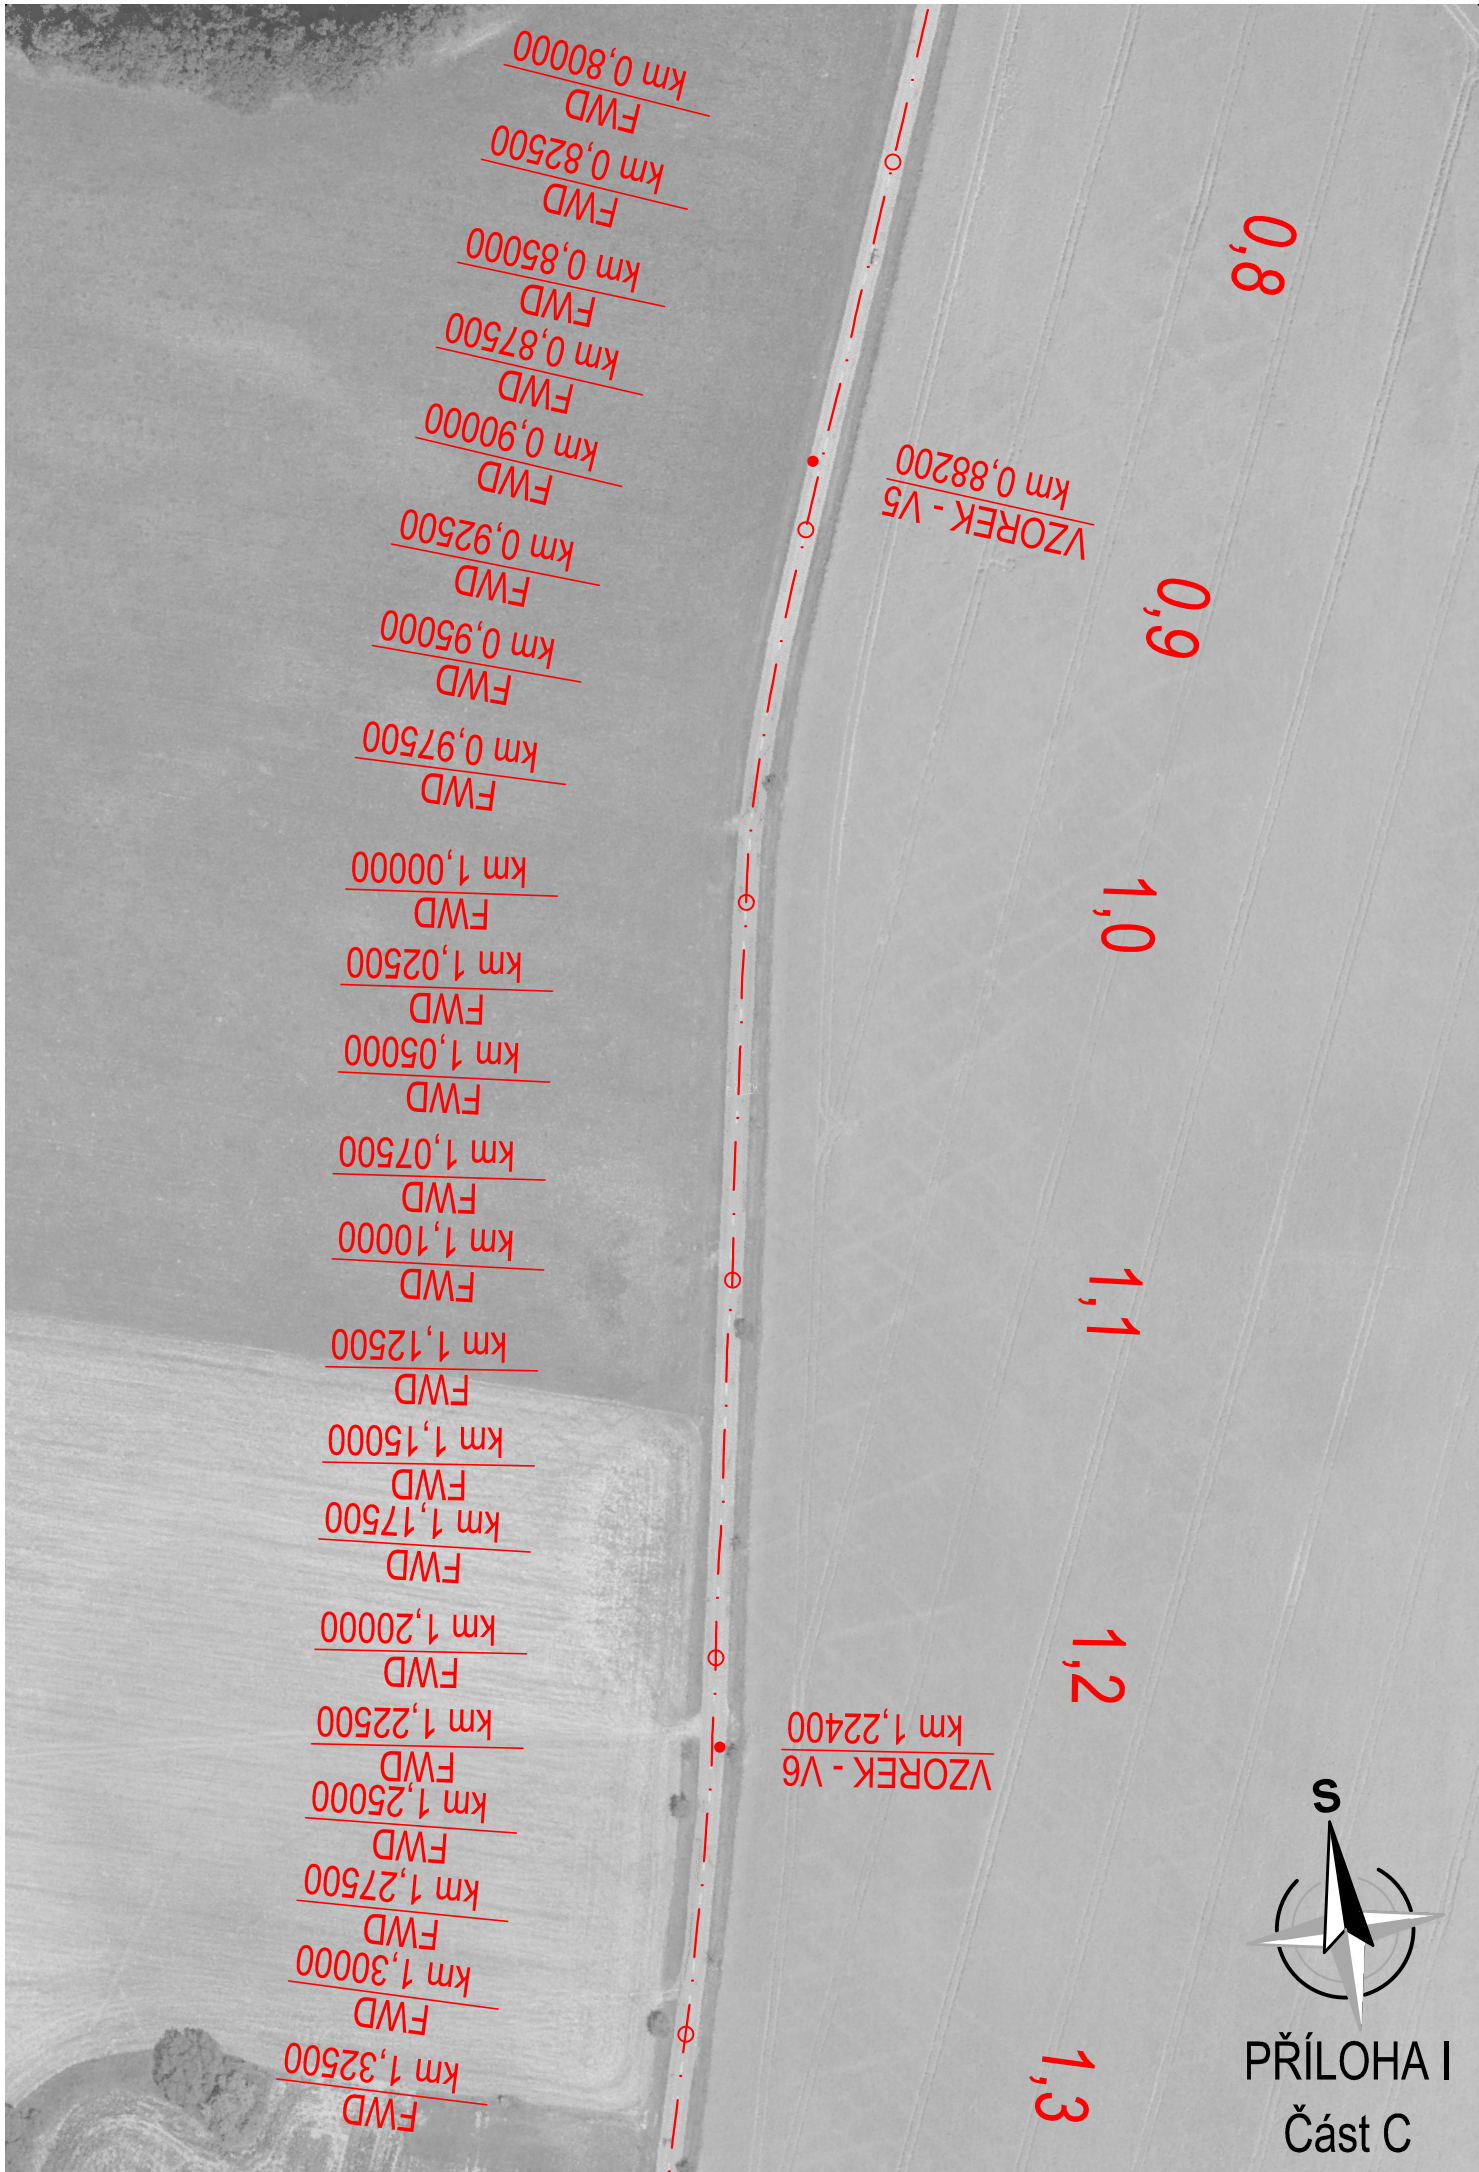 FWD
km 0,80000
FWD
km 0,82500
FWD
km 0,85000
FWD
km 0,87500
FWD
km 0,90000
FWD
km 0,92500
FWD
km 0,95000
FWD
km 0,97500
FWD
km 1,00000
FWD
km 1,02500
FWD
km 1,05000
FWD
km 1,07500
FWD
km 1,10000
FWD
km 1,12500
FWD
km 1,15000
FWD
km 1,17500
FWD
km 1,20000
FWD
km 1,22500
FWD
km 1,25000
FWD
km 1,27500
FWD
km 1,30000
FWD
km 1,32500
VZOREK - V5
km 0,88200
VZOREK - V6
km 1,22400
0,8
0,9
1,0
1,1
1,2
1,3
S
PŘÍLOHA I
Část C